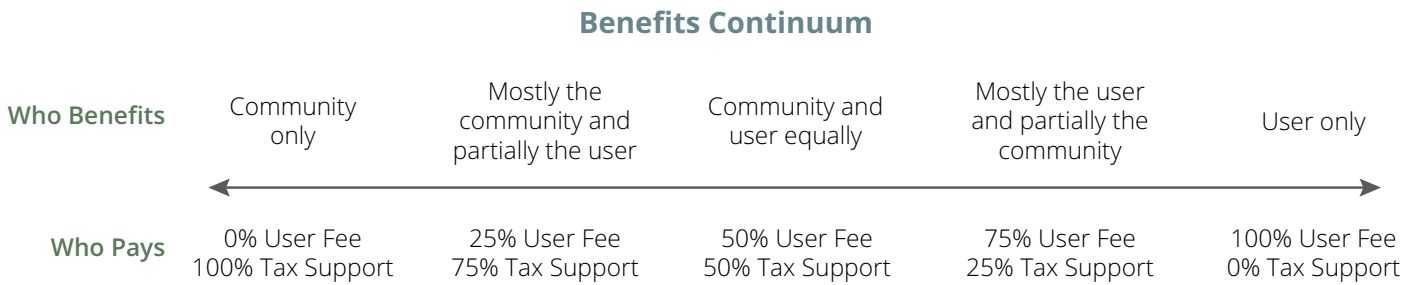 Benefits Continuum
Who Benefits
Community
only
Mostly the
community and
partially the user
Community and
user equally
Mostly the user
and partially the
community
User only
Who Pays
0% User Fee
100% Tax Support
25% User Fee
75% Tax Support
50% User Fee
50% Tax Support
75% User Fee
25% Tax Support
100% User Fee
0% Tax Support